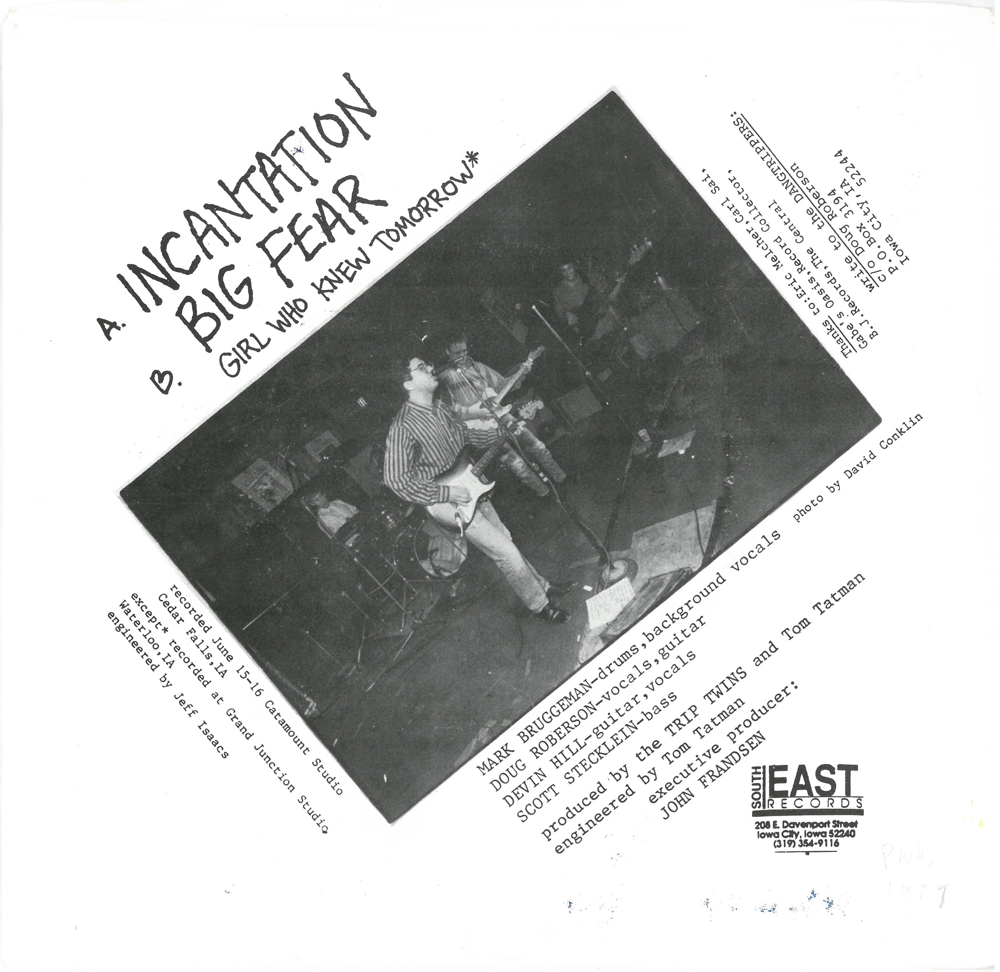 A. INCANTATION
BIG FEAR
B. GIRL WHO KNEW TOMORROW*
Thanks to:Eric Melcher,Carl Sai,
Gabe's Oasis,Record Collector,
B.J.Records,The Central
write to the DANGTRIPPERS:
c/o Doug Roberson
P.O.Box 3194
Iowa City,IA 52244
photo by David Conklin
recorded June 15-16 Catamount Studio
Cedar Falls,IA
except* recorded at Grand Junction Studio,
Waterloo,IA
engineered by Jeff Isaacs
MARK BRUGGEMAN-drums,background vocals
DOUG ROBERSON-vocals,guitar
DEVIN HILL-guitar,vocals
SCOTT STECKLEIN-bass
produced by the TRIP TWINS and Tom Tatman
engineered by Tom Tatman
executive producer:
JOHN FRANDSEN
SOUTH EAST
RECORDS
208 E. Davenport Street
Iowa City, Iowa 52240
(319) 354-9116